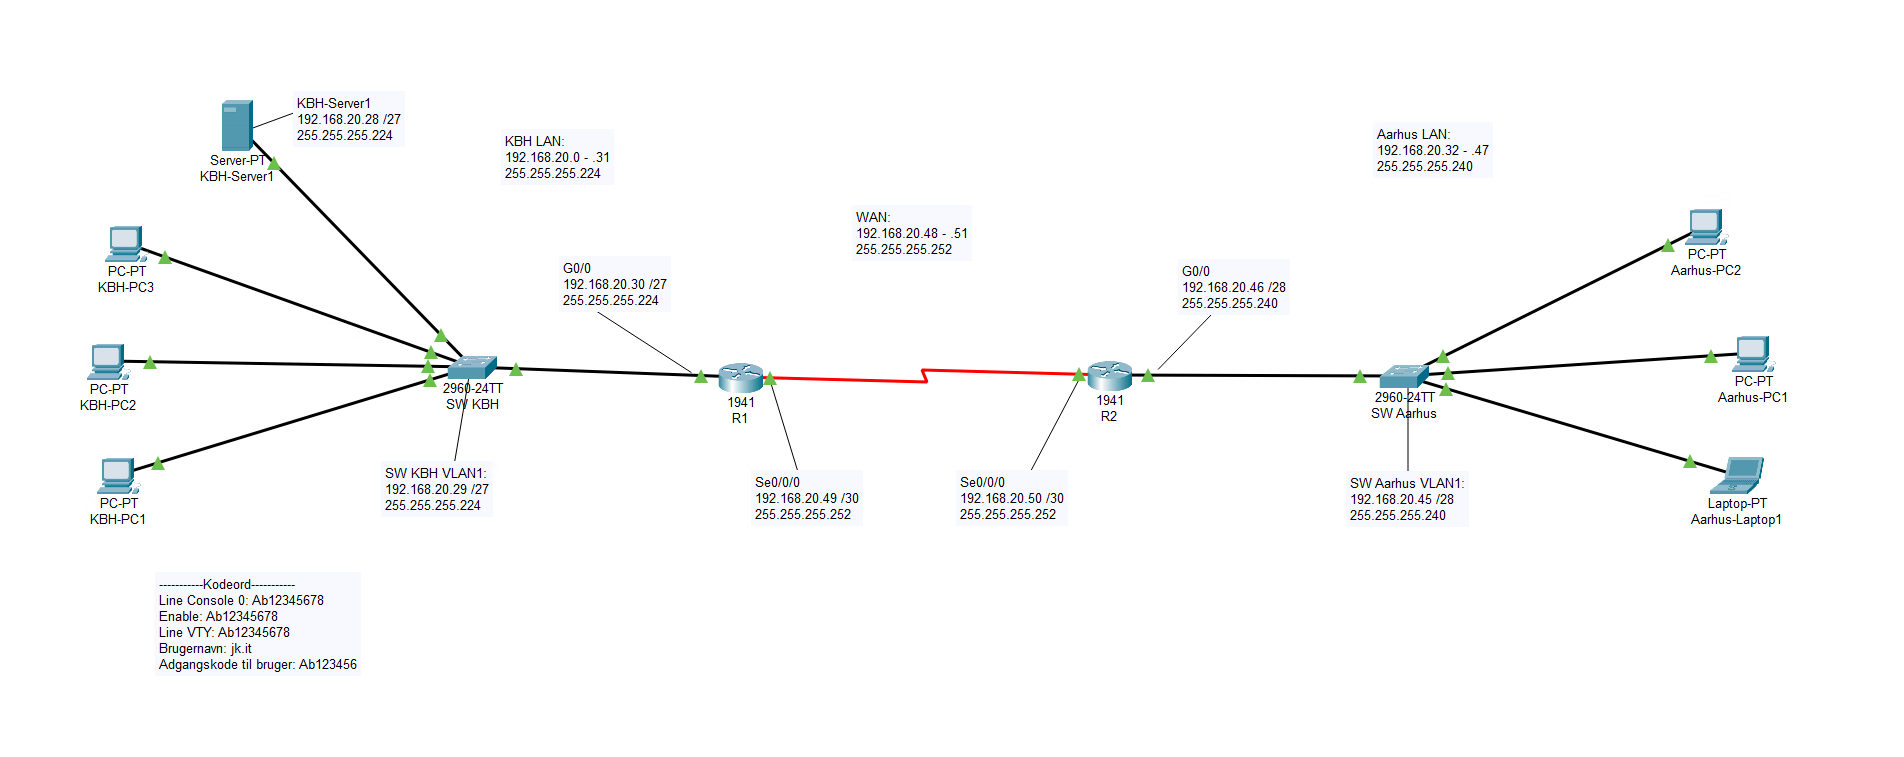 KBH-Server1
192.168.20.28 /27
255.255.255.224
Server-PT
KBH-Server1
KBH LAN:
192.168.20.0 - .31
255.255.255.224
Aarhus LAN:
192.168.20.32 - .47
255.255.255.240
WAN:
192.168.20.48 - .51
255.255.255.252
PC-PT
KBH-PC3
G0/0
192.168.20.30 /27
255.255.255.224
G0/0
192.168.20.46 /28
255.255.255.240
PC-PT
Aarhus-PC2
PC-PT
KBH-PC2
2960-24TT
SW KBH
1941
R1
1941
R2
2960-24TT
SW Aarhus
PC-PT
Aarhus-PC1
PC-PT
KBH-PC1
SW KBH VLAN1:
192.168.20.29 /27
255.255.255.224
Se0/0/0
192.168.20.49 /30
255.255.255.252
Se0/0/0
192.168.20.50 /30
255.255.255.252
SW Aarhus VLAN1:
192.168.20.45 /28
255.255.255.240
Laptop-PT
Aarhus-Laptop1
-----------Kodeord-----------
Line Console 0: Ab12345678
Enable: Ab12345678
Line VTY: Ab12345678
Brugernavn: jk.it
Adgangskode til bruger: Ab123456